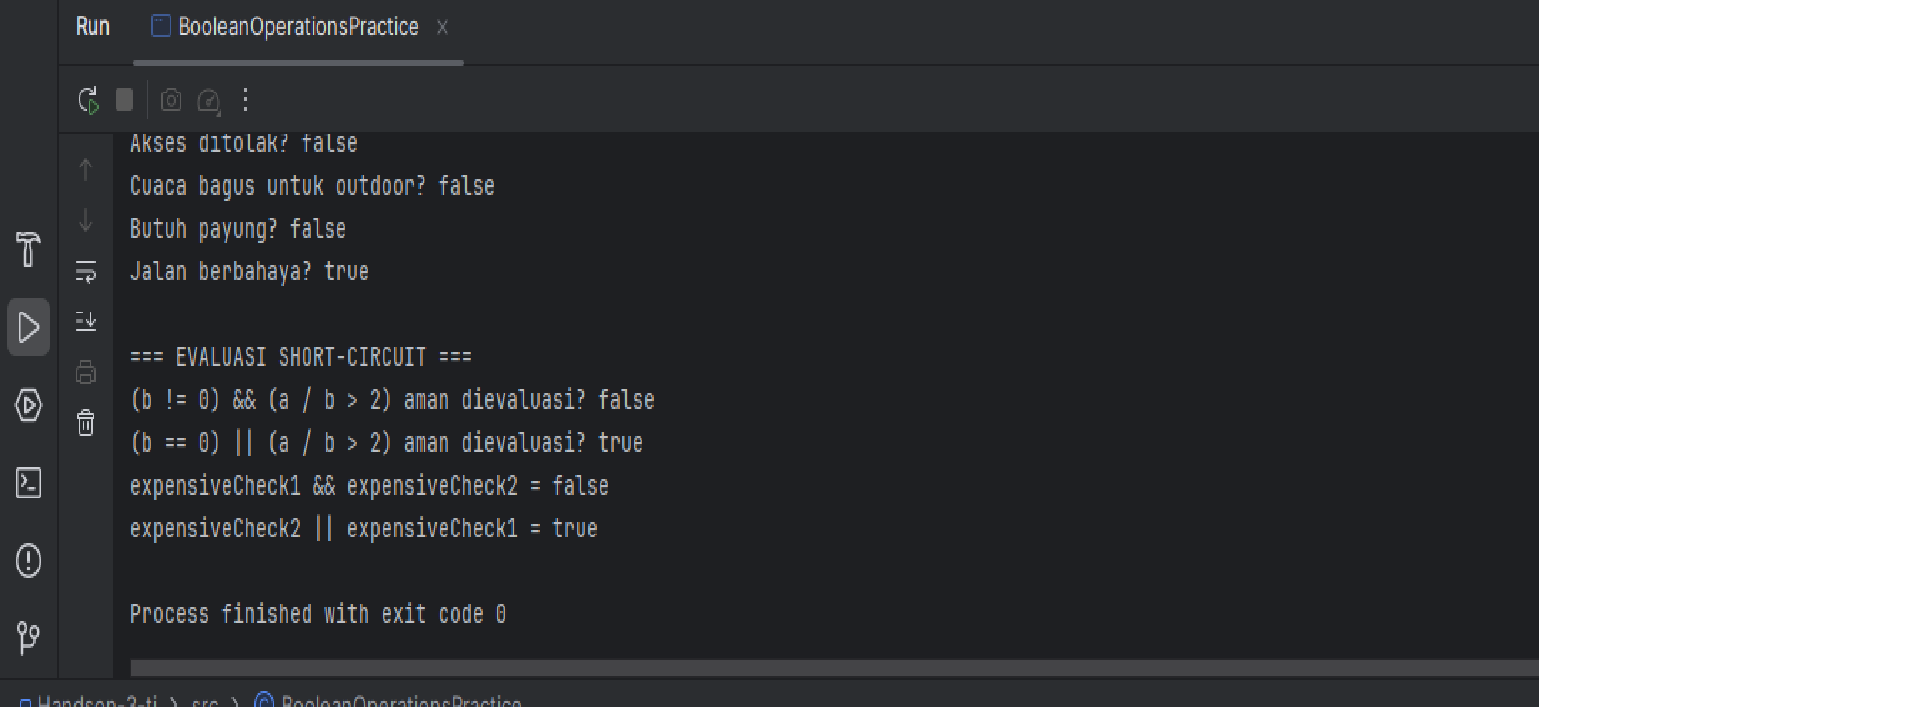 Run BooleanOperationsPractice
Akses ditolak? false
Cuaca bagus untuk outdoor? false
Butuh payung? false
Jalan berbahaya? true
=== EVALUASI SHORT-CIRCUIT ===
(b != 0) && (a / b > 2) aman dievaluasi? false
(b == 0) || (a / b > 2) aman dievaluasi? true
expensiveCheck1 && expensiveCheck2 = false
expensiveCheck2 || expensiveCheck1 = true
Process finished with exit code 0
Handson-3-ti > src > BooleanOperationsPractice